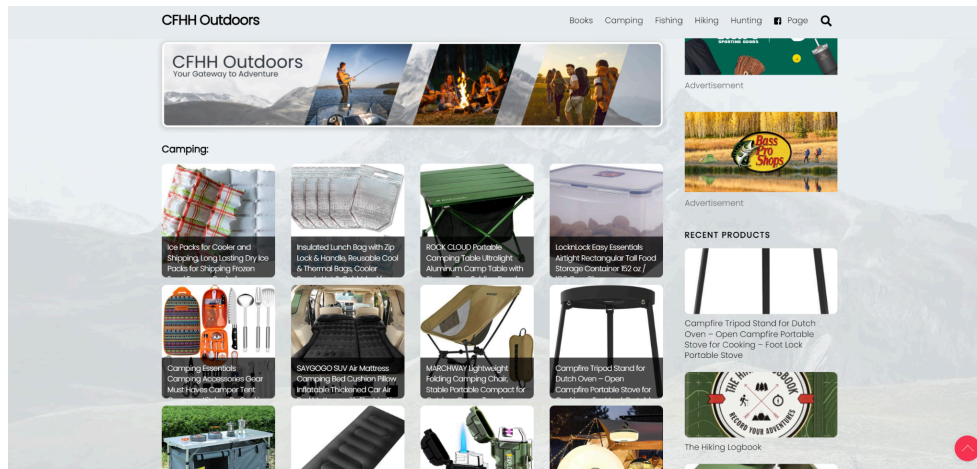 CFHH Outdoors
Books Camping Fishing Hiking Hunting Page
CFHH Outdoors
Your Gateway to Adventure
Camping:
Ice Packs for Cooler and
Shipping, Long Lasting Dry Ice
Packs for Shipping Frozen
Insulated Lunch Bag with Zip
Lock & Handle, Reusable Cool
& Thermal Bags, Cooler
ROCK CLOUD Portable
Camping Table Ultralight
Aluminum Camp Table with
LocknLock Easy Essentials
Airtight Rectangular Tall Food
Storage Container 152 oz /
Camping Essentials
Camping Accessories Gear
Must Haves Camper Tent
SAYGOGO SUV Air Mattress
Camping Bed Cushion Pillow
Inflatable Thickened Car Air
MARCHWAY Lightweight
Folding Camping Chair,
Stable Portable Compact for
Campfire Tripod Stand for
Dutch Oven – Open
Campfire Portable Stove for
SPORTING GOODS
Advertisement
Bass
Pro
Shops
Advertisement
RECENT PRODUCTS
Campfire Tripod Stand for Dutch
Oven – Open Campfire Portable
Stove for Cooking – Foot Lock
Portable Stove
THE HIKING LOGBOOK
RECORD YOUR ADVENTURES
The Hiking Logbook